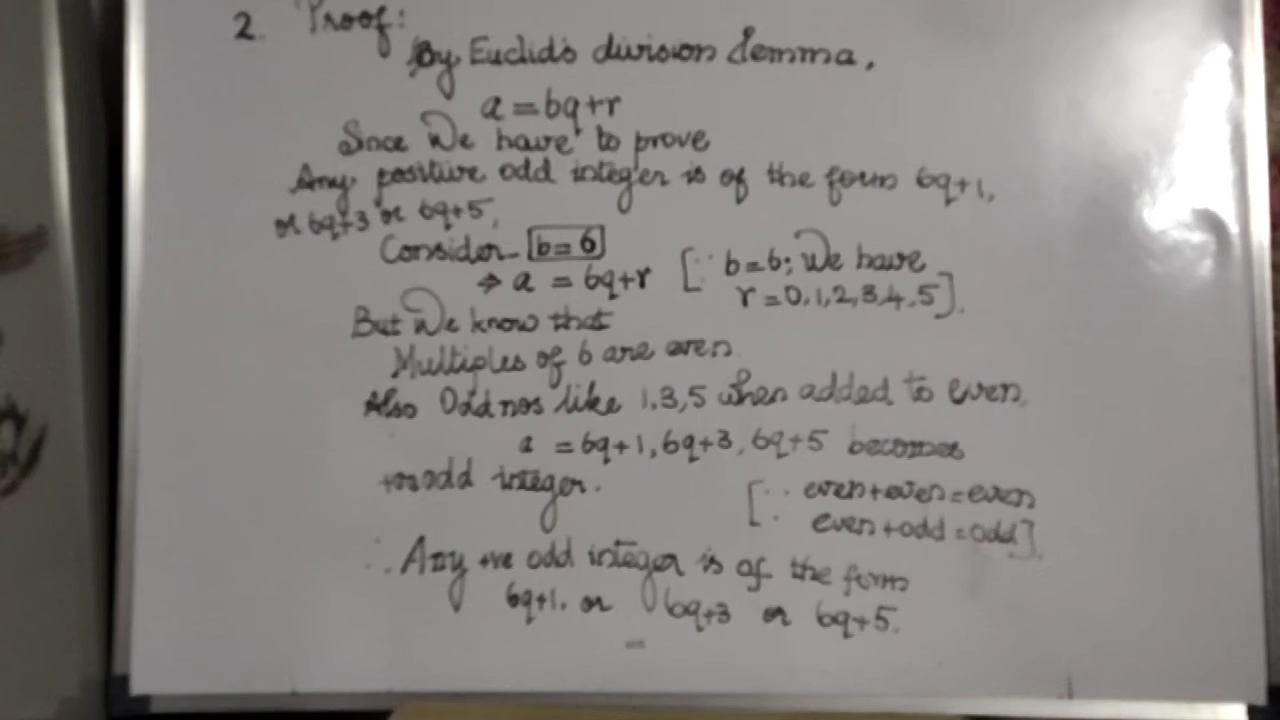 2. Proof:
By Euclid's division Lemma,
a = bq+r
Since We have to prove
Any positive odd integer is of the form 6q+1,
or 6q+3 or 6q+5,
Consider b=6
⇒ a = 6q+r [∵ b=6; We have
r=0,1,2,3,4,5].
But We know that
Multiples of 6 are even
Also Odd nos like 1,3,5 when added to even,
a = 6q+1, 6q+3, 6q+5 becomes
+ve odd integer.
[∵ even+even=even
even+odd=odd].
∴ Any +ve odd integer is of the form
6q+1. or 6q+3 or 6q+5.